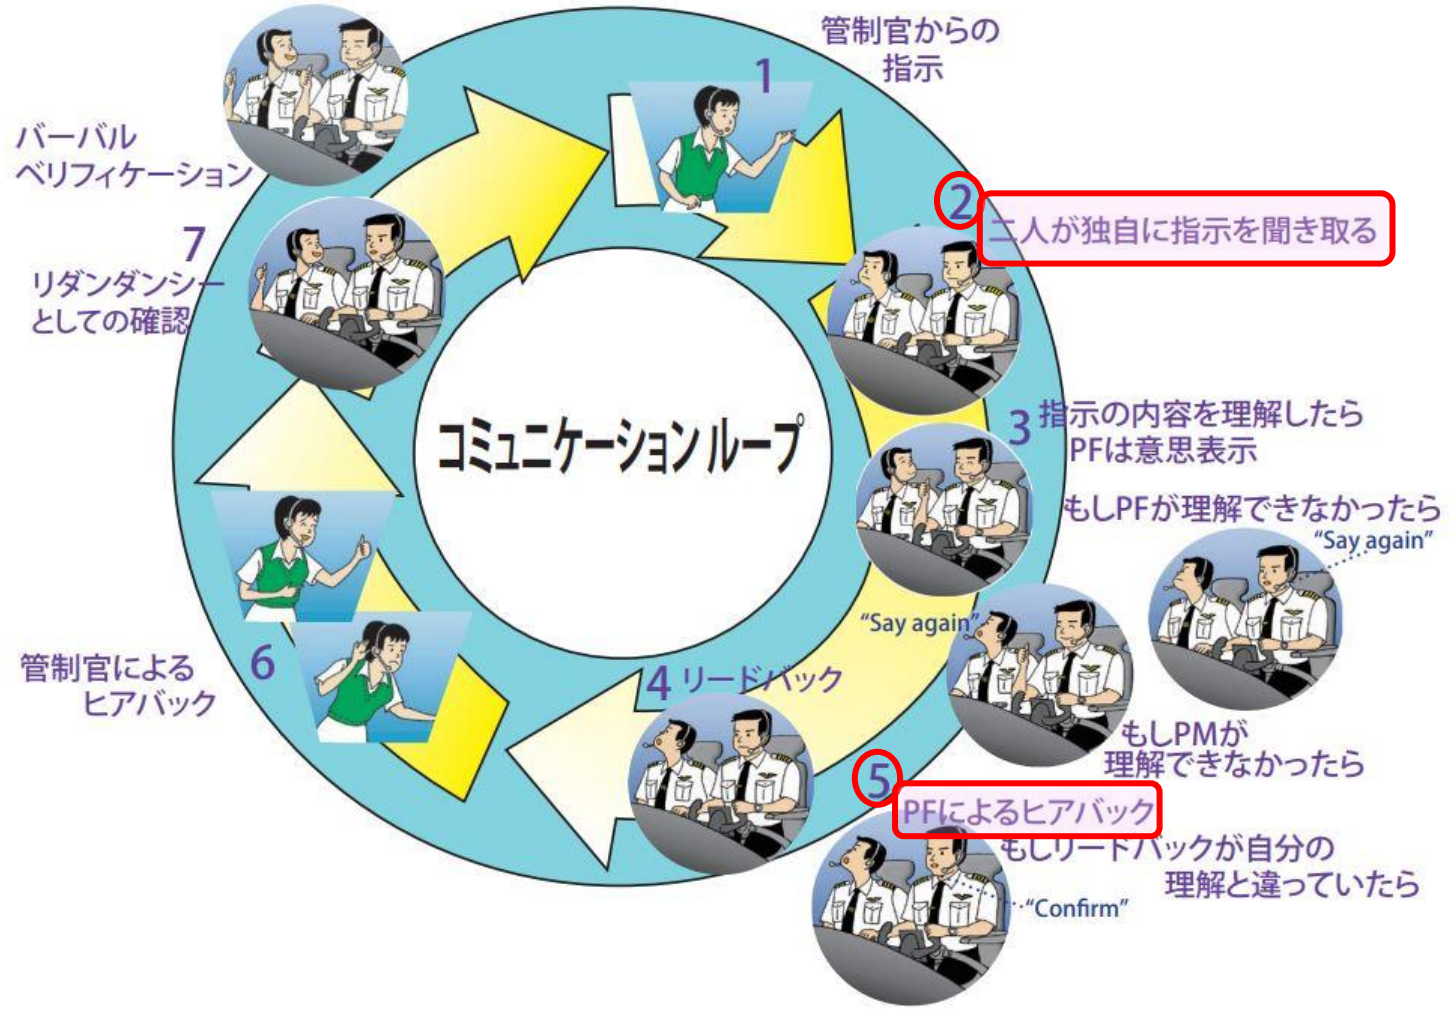 管制官からの
指示
1
2
二人が独自に指示を聞き取る
3
指示の内容を理解したら
PFは意思表示
もしPFが理解できなかったら
"Say again"
"Say again"
もしPMが
理解できなかったら
4 リードバック
5
PFによるヒアバック
もしリードバックが自分の
理解と違っていたら
"Confirm"
6
管制官による
ヒアバック
7
リダンダンシー
としての確認
バーバル
ベリフィケーション
コミュニケーションループ